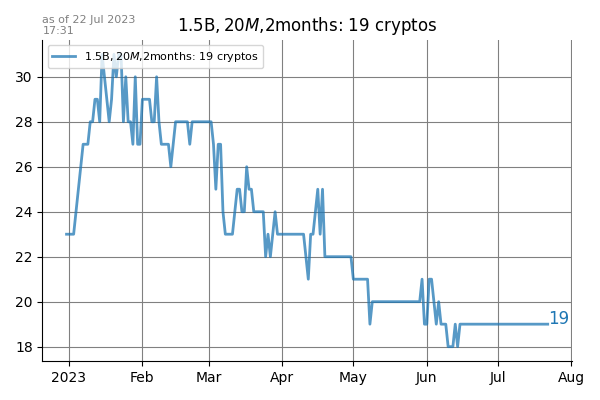 as of 22 Jul 2023
17:31
1.5B, 20M,2months: 19 cryptos
1.5B, 20M,2months: 19 cryptos
30
28
26
24
22
20
18
19
2023 Feb Mar Apr May Jun Jul Aug